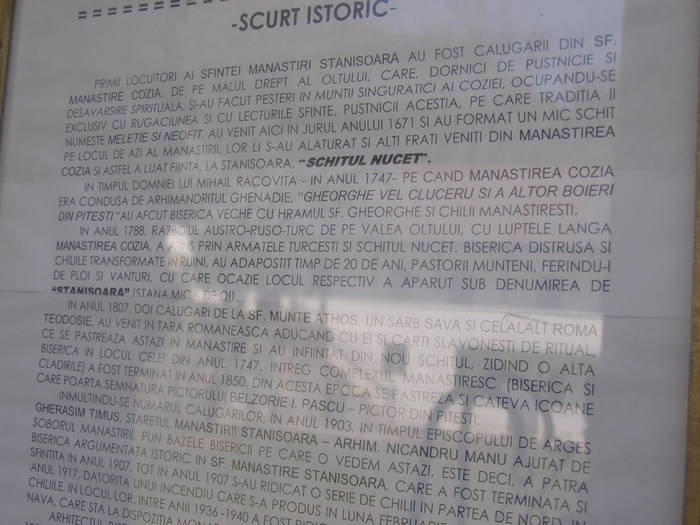 = = = = = = = = = = = = = = = = = = = = =
-SCURT ISTORIC-
PRIMII LOCUITORI AI SFINTEI MANASTIRI STANISOARA AU FOST CALUGARII DIN SF.
MANASTIRE COZIA, DE PE MALUL DREPT AL OLTULUI, CARE, DORNICI DE PUSTNICIE SI
DESAVARSIRE SPIRITUALA, SI-AU FACUT PESTERI IN MUNTII SINGURATICI AI COZIEI, OCUPANDU-SE
EXCLUSIV CU RUGACIUNEA SI CU LECTURILE SFINTE. PUSTNICII ACESTIA, PE CARE TRADITIA II
NUMESTE MELETIE SI NEOFIT, AU VENIT AICI IN JURUL ANULUI 1671 SI AU FORMAT UN MIC SCHIT
PE LOCUL DE AZI AL MANASTIRII. LOR LI S-AU ALATURAT SI ALTI FRATI VENITI DIN MANASTIREA
COZIA SI ASTFEL A LUAT FIINTA, LA STANISOARA, "SCHITUL NUCET".
IN TIMPUL DOMNIEI LUI MIHAIL RACOVITA - IN ANUL 1747- PE CAND MANASTIREA COZIA
ERA CONDUSA DE ARHIMANDRITUL GHENADIE, "GHEORGHE VEL CLUCERU SI A ALTOR BOIERI
DIN PITESTI "AU AFCUT BISERICA VECHE CU HRAMUL SF. GHEORGHE SI CHILII MANASTIRESTI.
IN ANUL 1788, RAZBOIUL AUSTRO-RUSO-TURC DE PE VALEA OLTULUI, CU LUPTELE LANGA
MANASTIREA COZIA, A ATINS PRIN ARMATELE TURCESTI SI SCHITUL NUCET. BISERICA DISTRUSA SI
CHILIILE TRANSFORMATE IN RUINI, AU ADAPOSTIT TIMP DE 20 DE ANI, PASTORII MUNTENI, FERINDU-I
DE PLOI SI VANTURI, CU CARE OCAZIE LOCUL RESPECTIV A APARUT SUB DENUMIREA DE
"STANISOARA" (STANA MICA DE OI).
IN ANUL 1807, DOI CALUGARI DE LA SF. MUNTE ATHOS, UN SARB SAVA SI CELALALT ROMA
TEODOSIE, AU VENIT IN TARA ROMANEASCA ADUCAND CU EI SI CARTI SLAVONESTI DE RITUAL,
CE SE PASTREAZA ASTAZI IN MANASTIRE SI AU INFIINTAT DIN NOU SCHITUL, ZIDIND O ALTA
BISERICA IN LOCUL CELEI DIN ANUL 1747. INTREG COMPLEXUL MANASTIRESC (BISERICA SI
CLADIRILE) A FOST TERMINAT IN ANUL 1850. DIN ACESTA EPOCA SE PASTREZA SI CATEVA ICOANE
CARE POARTA SEMNATURA PICTORULUI BELZORIE I. PASCU – PICTOR DIN PITESTI.
INMULTINDU-SE NUMARUL CALUGARILOR, IN ANUL 1903, IN TIMPUL EPISCOPULUI DE ARGES
GHERASIM TIMUS, STARETUL MANASTIRII STANISOARA – ARHIM. NICANDRU MANU AJUTAT DE
SOBORUL MANASTIRII, PUN BAZELE BISERICII PE CARE O VEDEM ASTAZI, ESTE DECI, A PATRA
BISERICA ARGUMENTATA ISTORIC IN SF. MANASTIRE STANISOARA, CARE A FOST TERMINATA SI
SFINTITA IN ANUL 1907. TOT IN ANUL 1907 S-AU RIDICAT O SERIE DE CHILII IN PARTEA DE NORD. IN
ANUL 1917, DATORITA UNUI INCENDIU CARE S-A PRODUS IN LUNA FEBRUARIE
CHILIILE. IN LOCUL LOR, INTRE ANII 1936-1940 A FOST
NAVA, CARE STA LA DISPOZITIA
ARHITECTUL